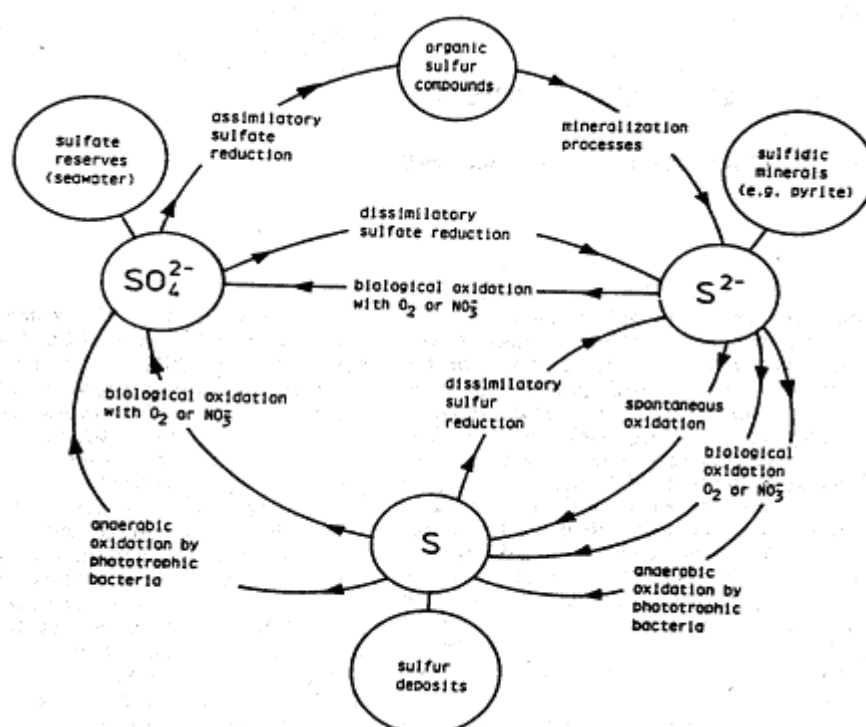 organic
sulfur
compounds
assimilatory
sulfate
reduction
mineralization
processes
sulfate
reserves
(seawater)
sulfidic
minerals
(e.g. pyrite)
dissimilatory
sulfate reduction
SO₄²⁻
biological oxidation
with O₂ or NO₃⁻
S²⁻
biological oxidation
with O₂ or NO₃⁻
dissimilatory
sulfur
reduction
spontaneous
oxidation
biological
oxidation
O₂ or NO₃⁻
anaerobic
oxidation by
phototrophic
bacteria
S
anaerobic
oxidation by
phototrophic
bacteria
sulfur
deposits